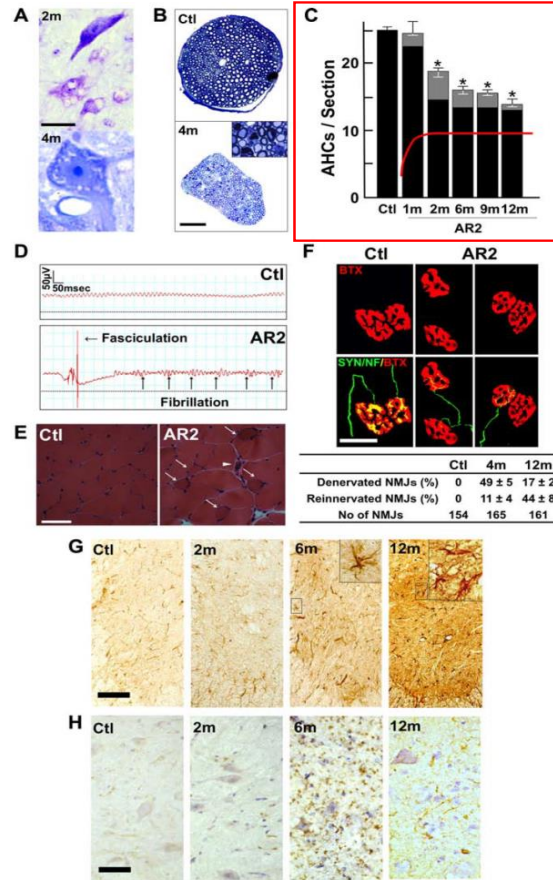 A
2m
4m
B
Ctl
4m
C
AHCs / Section
20
10
0
Ctl 1m 2m 6m 9m 12m
AR2
* * * *
D
50μV
50msec
Ctl
AR2
← Fasciculation
Fibrillation
E
Ctl
AR2
F
Ctl AR2
BTX
SYN/NF/BTX
Ctl 4m 12m
Denervated NMJs (%) 0 49 ± 5 17 ± 2
Reinnervated NMJs (%) 0 11 ± 4 44 ± 8
No of NMJs 154 165 161
G
Ctl
2m
6m
12m
H
Ctl
2m
6m
12m